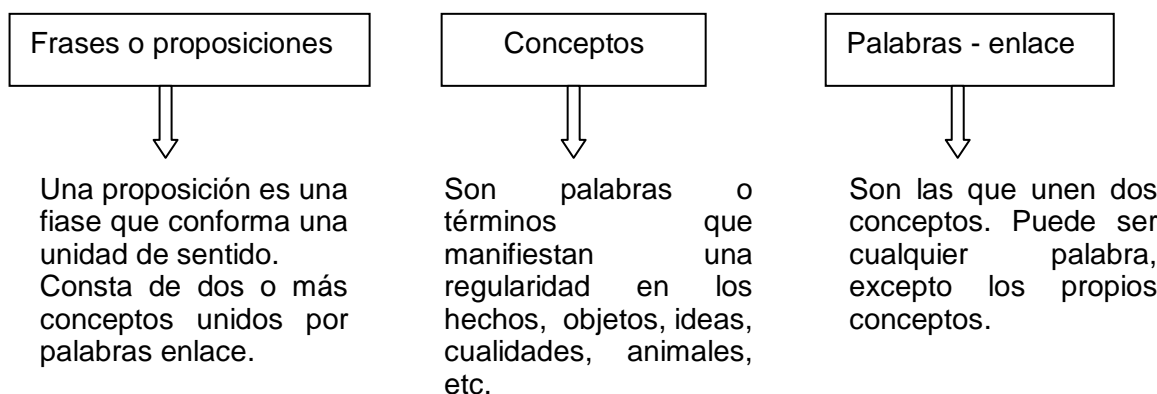 Frases o proposiciones
Conceptos
Palabras - enlace
Una proposición es una
fiase que conforma una
unidad de sentido.
Consta de dos o más
conceptos unidos por
palabras enlace.
Son palabras o
términos que
manifiestan una
regularidad en los
hechos, objetos, ideas,
cualidades, animales,
etc.
Son las que unen dos
conceptos. Puede ser
cualquier palabra,
excepto los propios
conceptos.